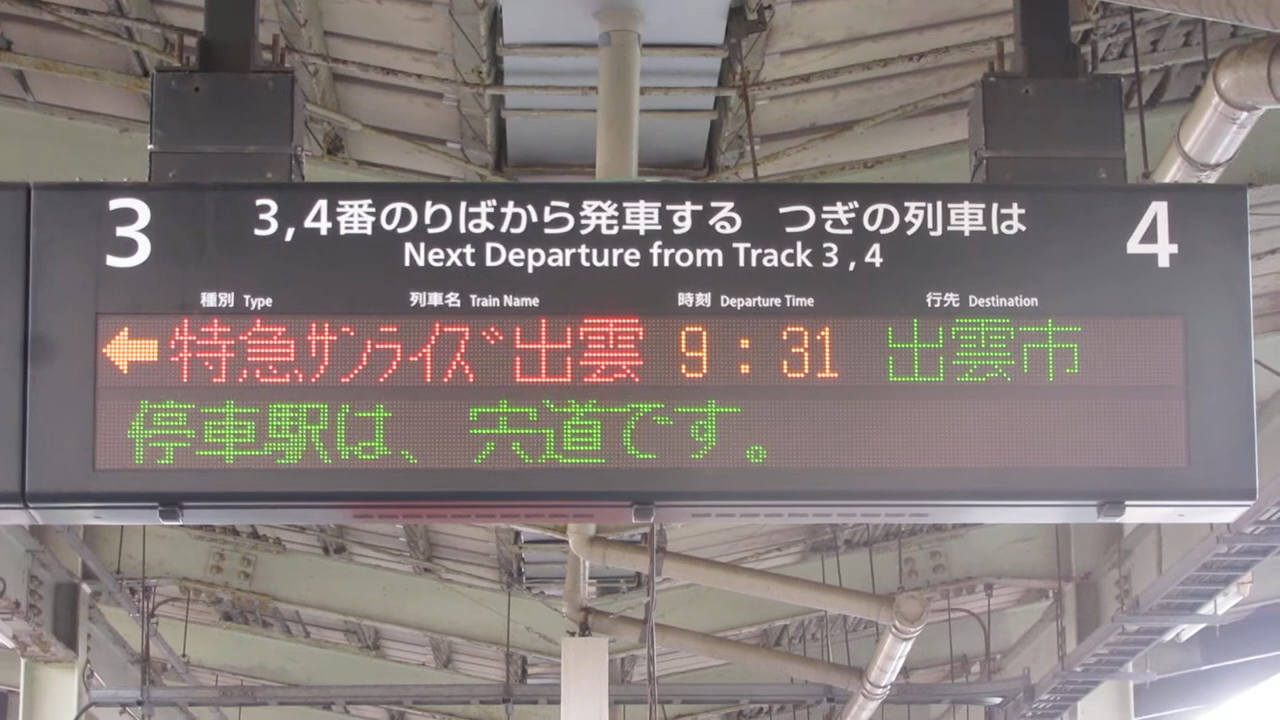 3 3,4番のりばから発車する つぎの列車は 4
Next Departure from Track 3 , 4
種別 Type 列車名 Train Name 時刻 Departure Time 行先 Destination
← 特急サンライズ出雲 9:31 出雲市
停車駅は、宍道です。